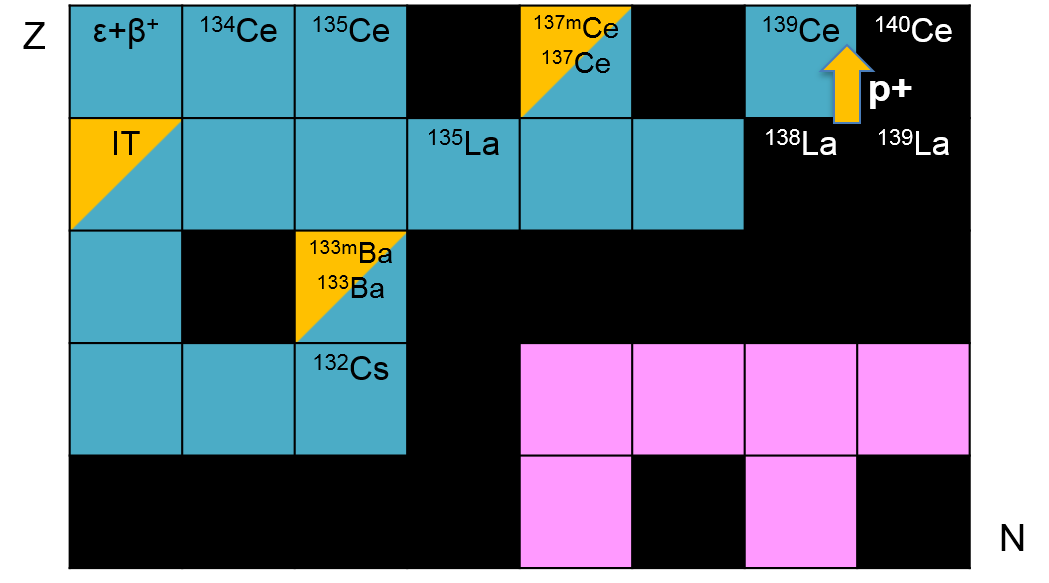 Z
ε+β⁺ ¹³⁴Ce ¹³⁵Ce ¹³⁷ᵐCe ¹³⁹Ce ¹⁴⁰Ce
¹³⁷Ce
p+
IT ¹³⁵La ¹³⁸La ¹³⁹La
¹³³ᵐBa
¹³³Ba
¹³²Cs
N